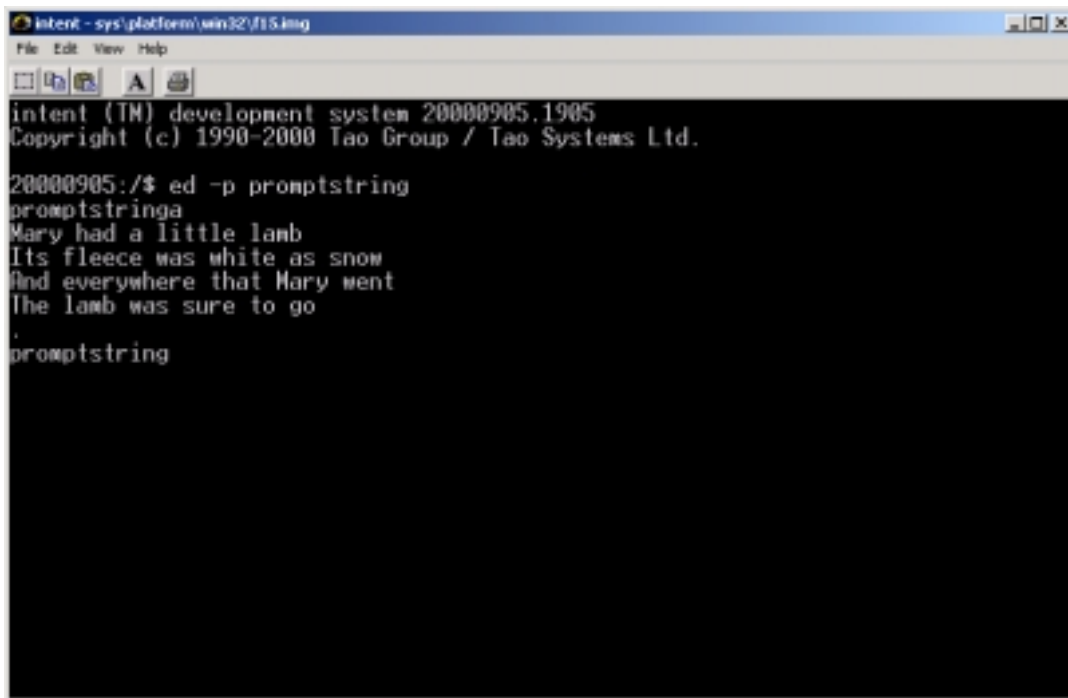 intent - sys\platform\win32\f15.img
File Edit View Help
A
intent (TM) development system 20000905.1905
Copyright (c) 1990-2000 Tao Group / Tao Systems Ltd.
20000905:/$ ed -p promptstring
promptstringa
Mary had a little lamb
Its fleece was white as snow
And everywhere that Mary went
The lamb was sure to go
.
promptstring